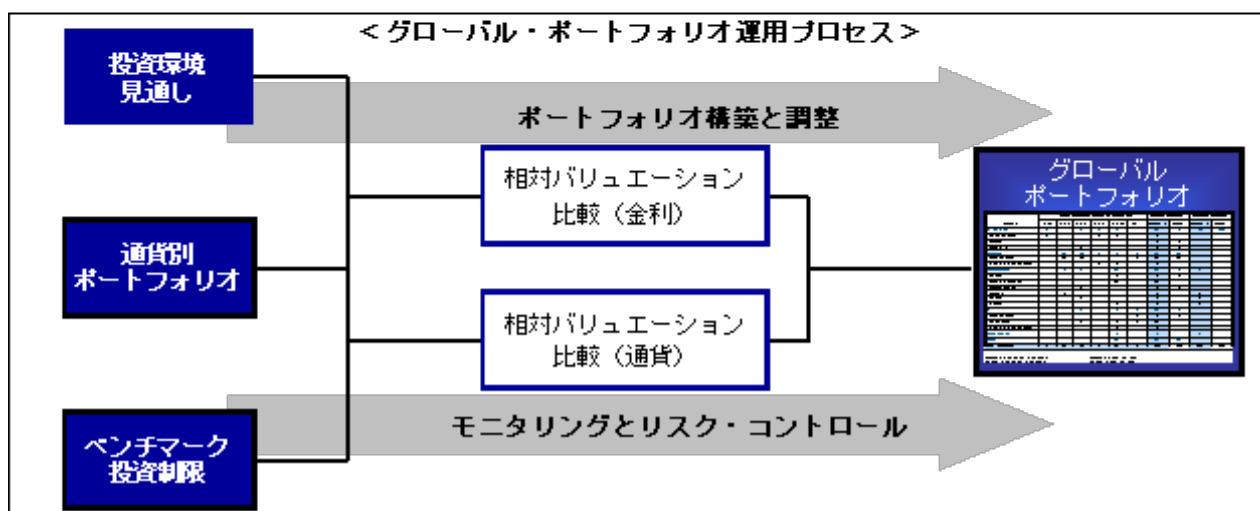 ＜グローバル・ポートフォリオ運用プロセス＞
投資環境
見通し
ポートフォリオ構築と調整
相対バリュエーション
比較（金利）
グローバル
ポートフォリオ
通貨別
ポートフォリオ
相対バリュエーション
比較（通貨）
モニタリングとリスク・コントロール
ベンチマーク
投資制限